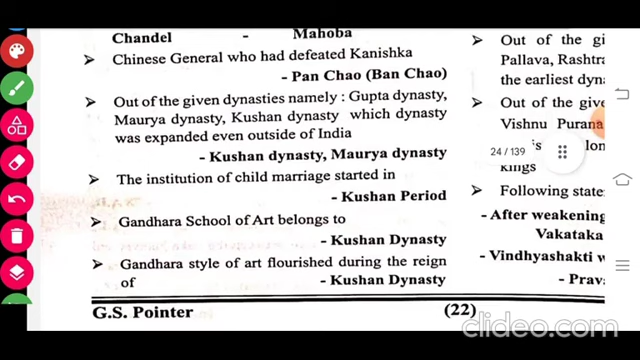 Chandel - Mahoba
➢ Chinese General who had defeated Kanishka
- Pan Chao (Ban Chao)
➢ Out of the given dynasties namely : Gupta dynasty,
Maurya dynasty, Kushan dynasty which dynasty
was expanded even outside of India
- Kushan dynasty, Maurya dynasty
➢ The institution of child marriage started in
- Kushan Period
➢ Gandhara School of Art belongs to
- Kushan Dynasty
➢ Gandhara style of art flourished during the reign
of - Kushan Dynasty
➢ Out of the gi
Pallava, Rashtra
the earliest dyna
➢ Out of the give
Vishnu Purana
kings
➢ Following state
- After weakening
Vakataka
- Vindhyashakti w
- Prava
24 / 139
G.S. Pointer (22)
clideo.com